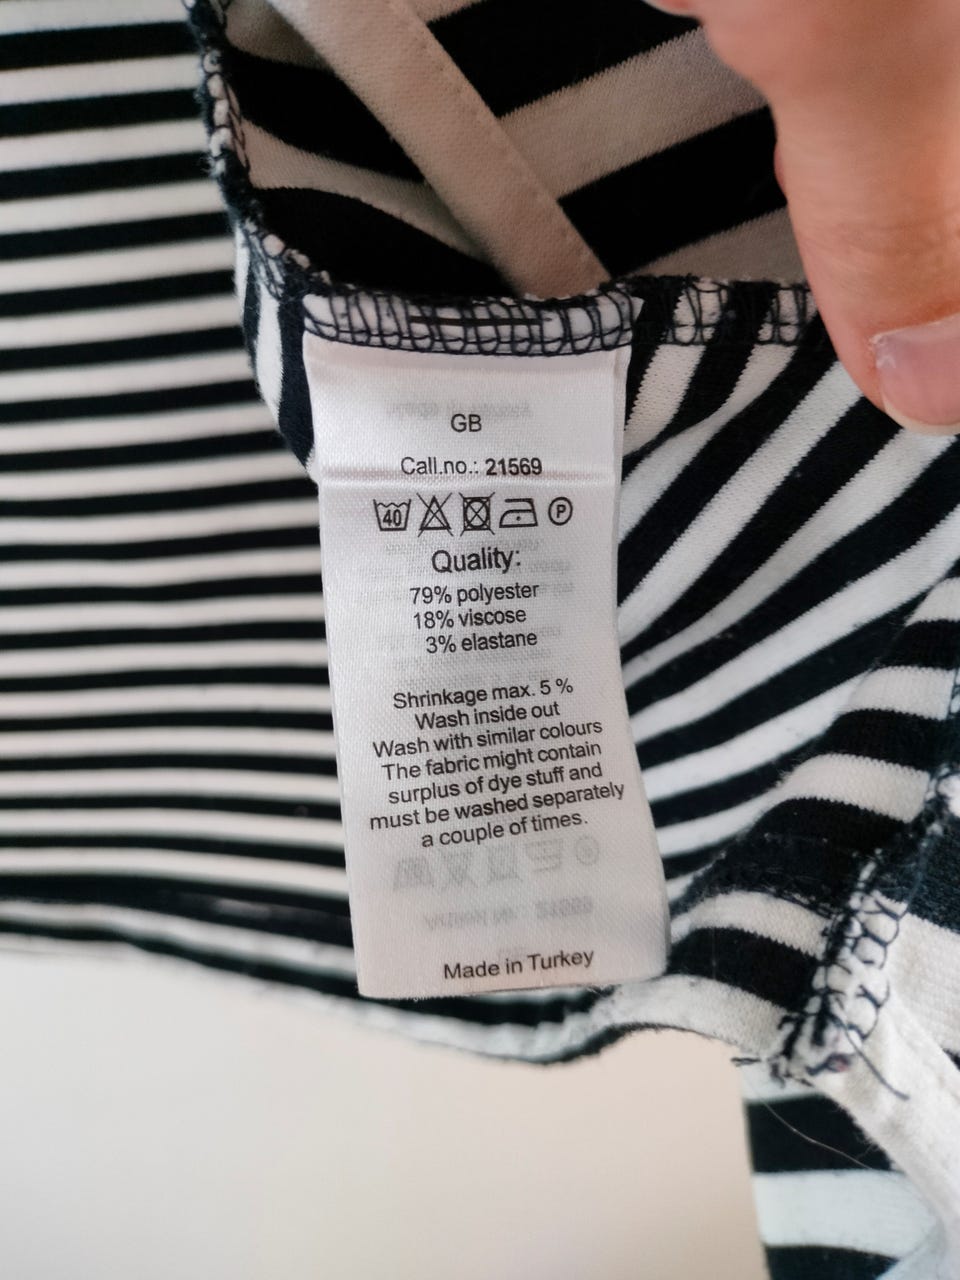 GB
Call.no.: 21569
40 P
Quality:
79% polyester
18% viscose
3% elastane
Shrinkage max. 5 %
Wash inside out
Wash with similar colours
The fabric might contain
surplus of dye stuff and
must be washed separately
a couple of times.
Made in Turkey